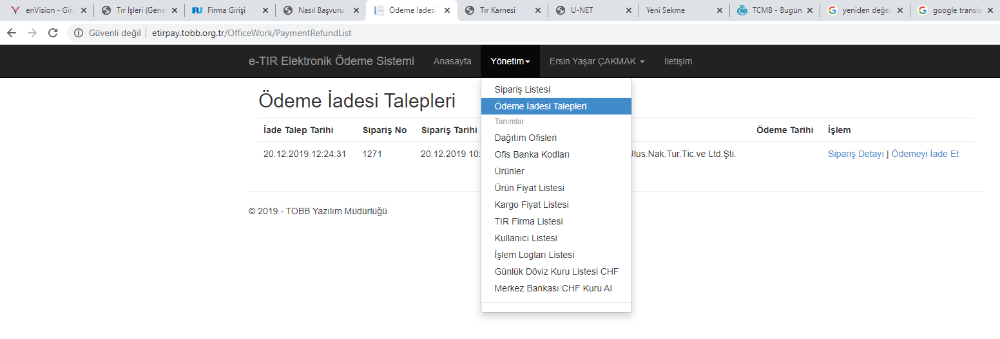 enVision - Giri
Tır İşleri (Gene
Firma Girişi
Nasıl Başvuru
Ödeme İadesi
Tır Karnesi
U-NET
Yeni Sekme
TCMB - Bugün
yeniden değer
google transla
Güvenli değil etirpay.tobb.org.tr/OfficeWork/PaymentRefundList
e-TIR Elektronik Ödeme Sistemi Anasayfa Yönetim Ersin Yaşar ÇAKMAK İletişim
Ödeme İadesi Talepleri
İade Talep Tarihi Sipariş No Sipariş Tarihi Ödeme Tarihi İşlem
20.12.2019 12:24:31 1271 20.12.2019 10: Ulus.Nak.Tur.Tic.ve Ltd.Şti. Sipariş Detayı | Ödemeyi İade Et
Sipariş Listesi
Ödeme İadesi Talepleri
Tanımlar
Dağıtım Ofisleri
Ofis Banka Kodları
Ürünler
Ürün Fiyat Listesi
Kargo Fiyat Listesi
TIR Firma Listesi
Kullanıcı Listesi
İşlem Logları Listesi
Günlük Döviz Kuru Listesi CHF
Merkez Bankası CHF Kuru Al
© 2019 - TOBB Yazılım Müdürlüğü